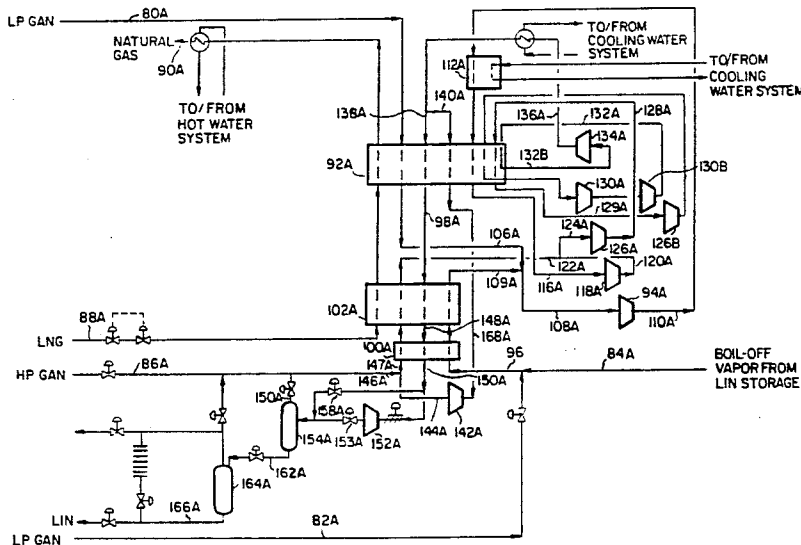 LP GAN
80A
NATURAL
GAS
90A
TO/FROM
HOT WATER
SYSTEM
TO/FROM
COOLING WATER
SYSTEM
112A
TO/FROM
COOLING
WATER SYSTEM
138A
140A
136A
132A
128A
134A
132B
130B
92A
130A
129A
98A
126B
124A
106A
126A
120A
122A
109A
116A
118A
94A
102A
108A
110A
88A
LNG
148A
168A
100A
147A
146A
96
84A
BOIL-OFF
VAPOR FROM
LIN STORAGE
HP GAN
86A
150A
150A
158A
144A
142A
154A
153A
152A
162A
164A
166A
LIN
LP GAN
82A